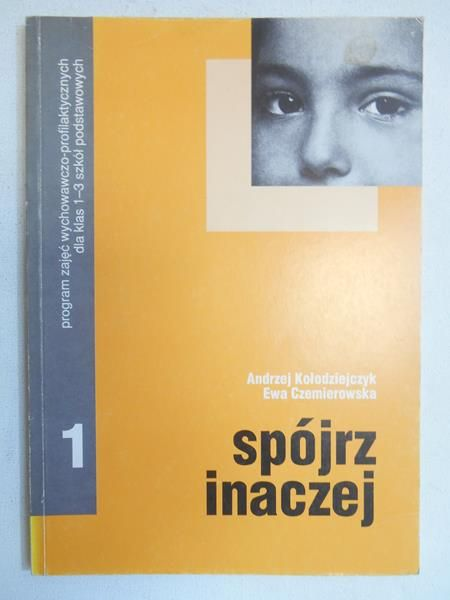 program zajęć wychowawczo-profilaktycznych
dla klas 1–3 szkół podstawowych
Andrzej Kołodziejczyk
Ewa Czemierowska
1
spójrz
inaczej